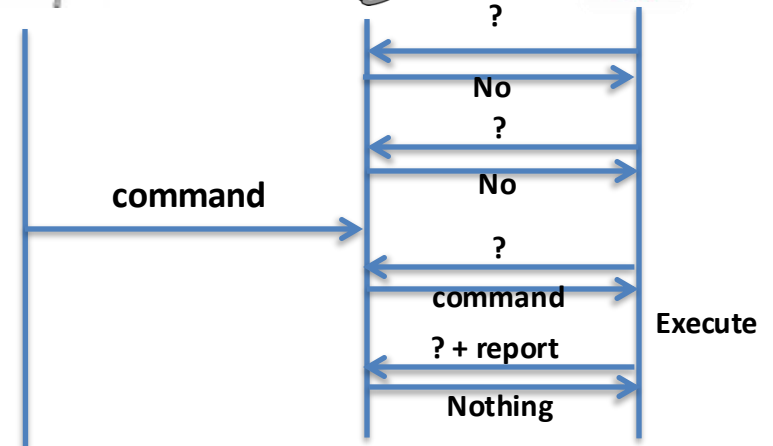 ?
No
?
No
command
?
command
Execute
? + report
Nothing